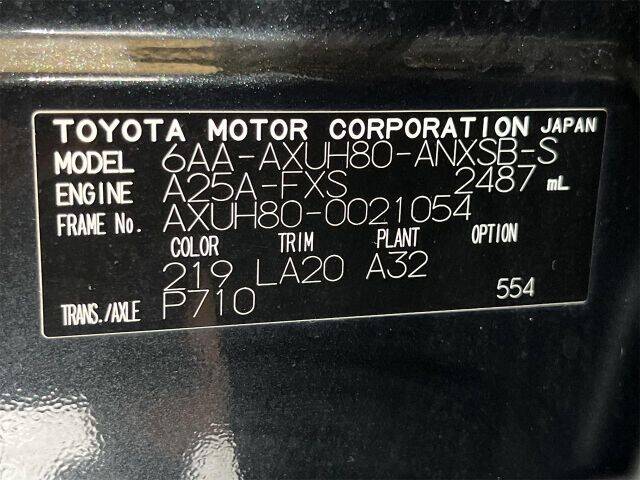 TOYOTA MOTOR CORPORATION JAPAN
MODEL 6AA-AXUH80-ANXSB-S
ENGINE A25A-FXS 2487 mL
FRAME No. AXUH80-0021054
COLOR TRIM PLANT OPTION
219 LA20 A32
TRANS./AXLE P710 554